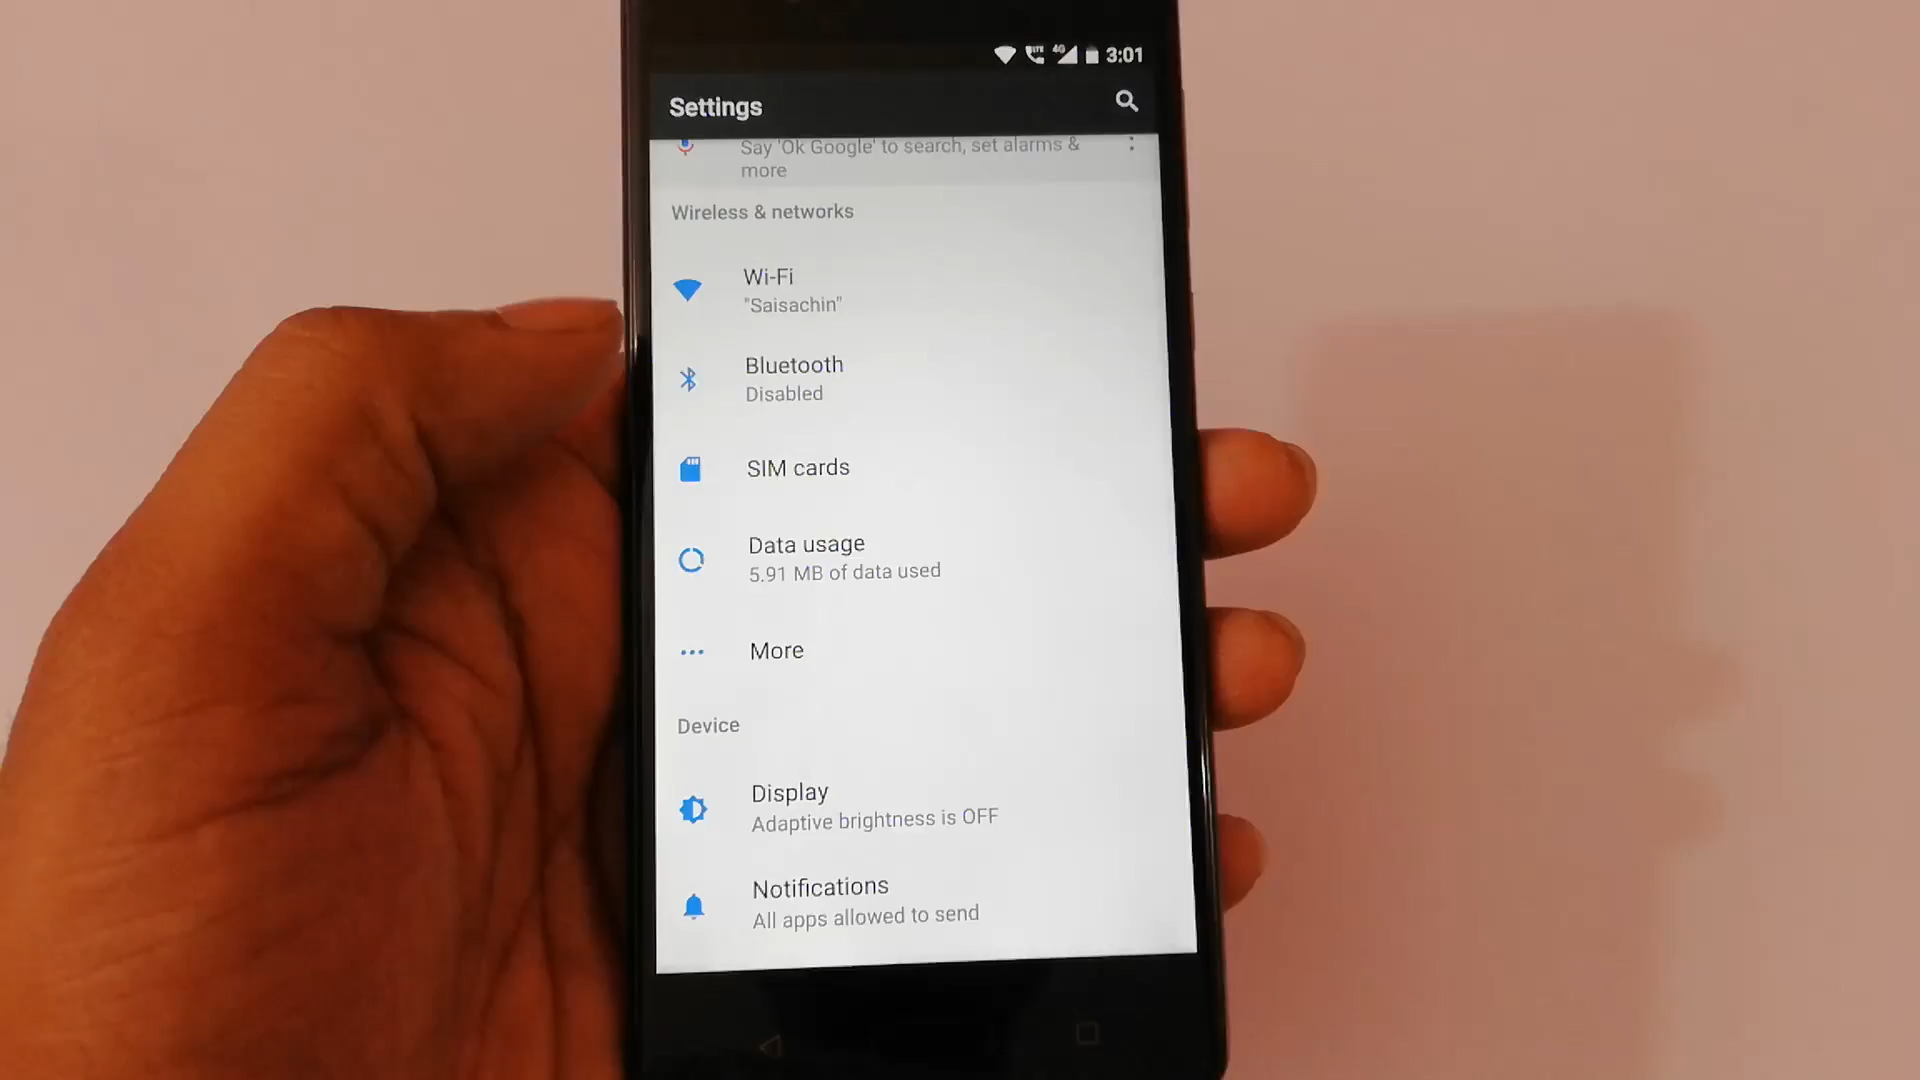 LTE 4G 3:01
Settings
Say 'Ok Google' to search, set alarms &
more
Wireless & networks
Wi-Fi
"Saisachin"
Bluetooth
Disabled
SIM cards
Data usage
5.91 MB of data used
More
Device
Display
Adaptive brightness is OFF
Notifications
All apps allowed to send